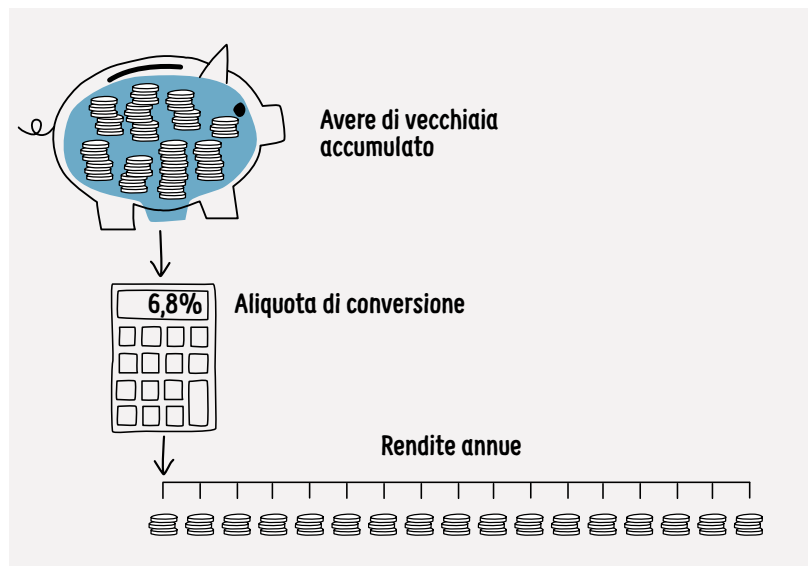 Avere di vecchiaia
accumulato
6,8%
Aliquota di conversione
Rendite annue